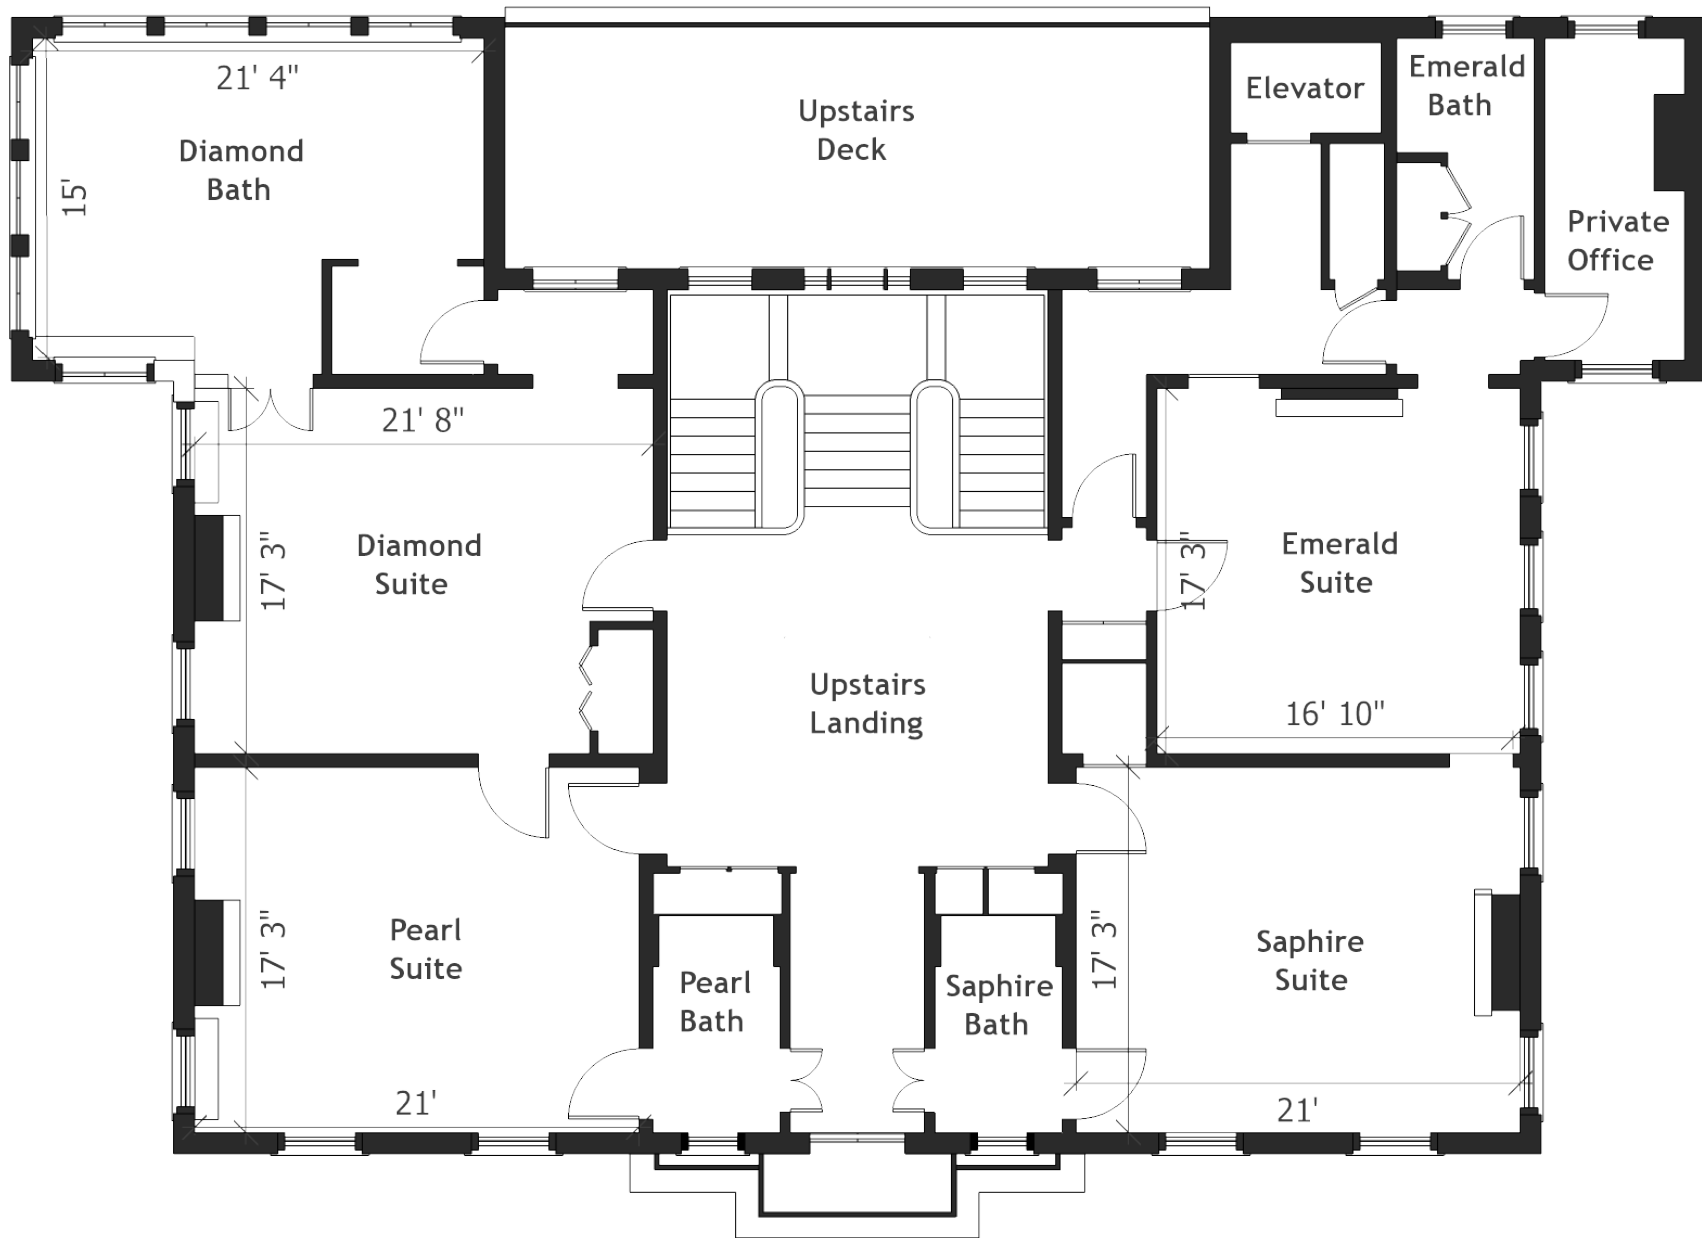 21' 4"
Diamond
Bath
15'
Upstairs
Deck
Elevator
Emerald
Bath
Private
Office
21' 8"
Diamond
Suite
17' 3"
Emerald
Suite
17' 3"
16' 10"
Upstairs
Landing
Pearl
Suite
17' 3"
21'
Pearl
Bath
Saphire
Bath
17' 3"
Saphire
Suite
21'